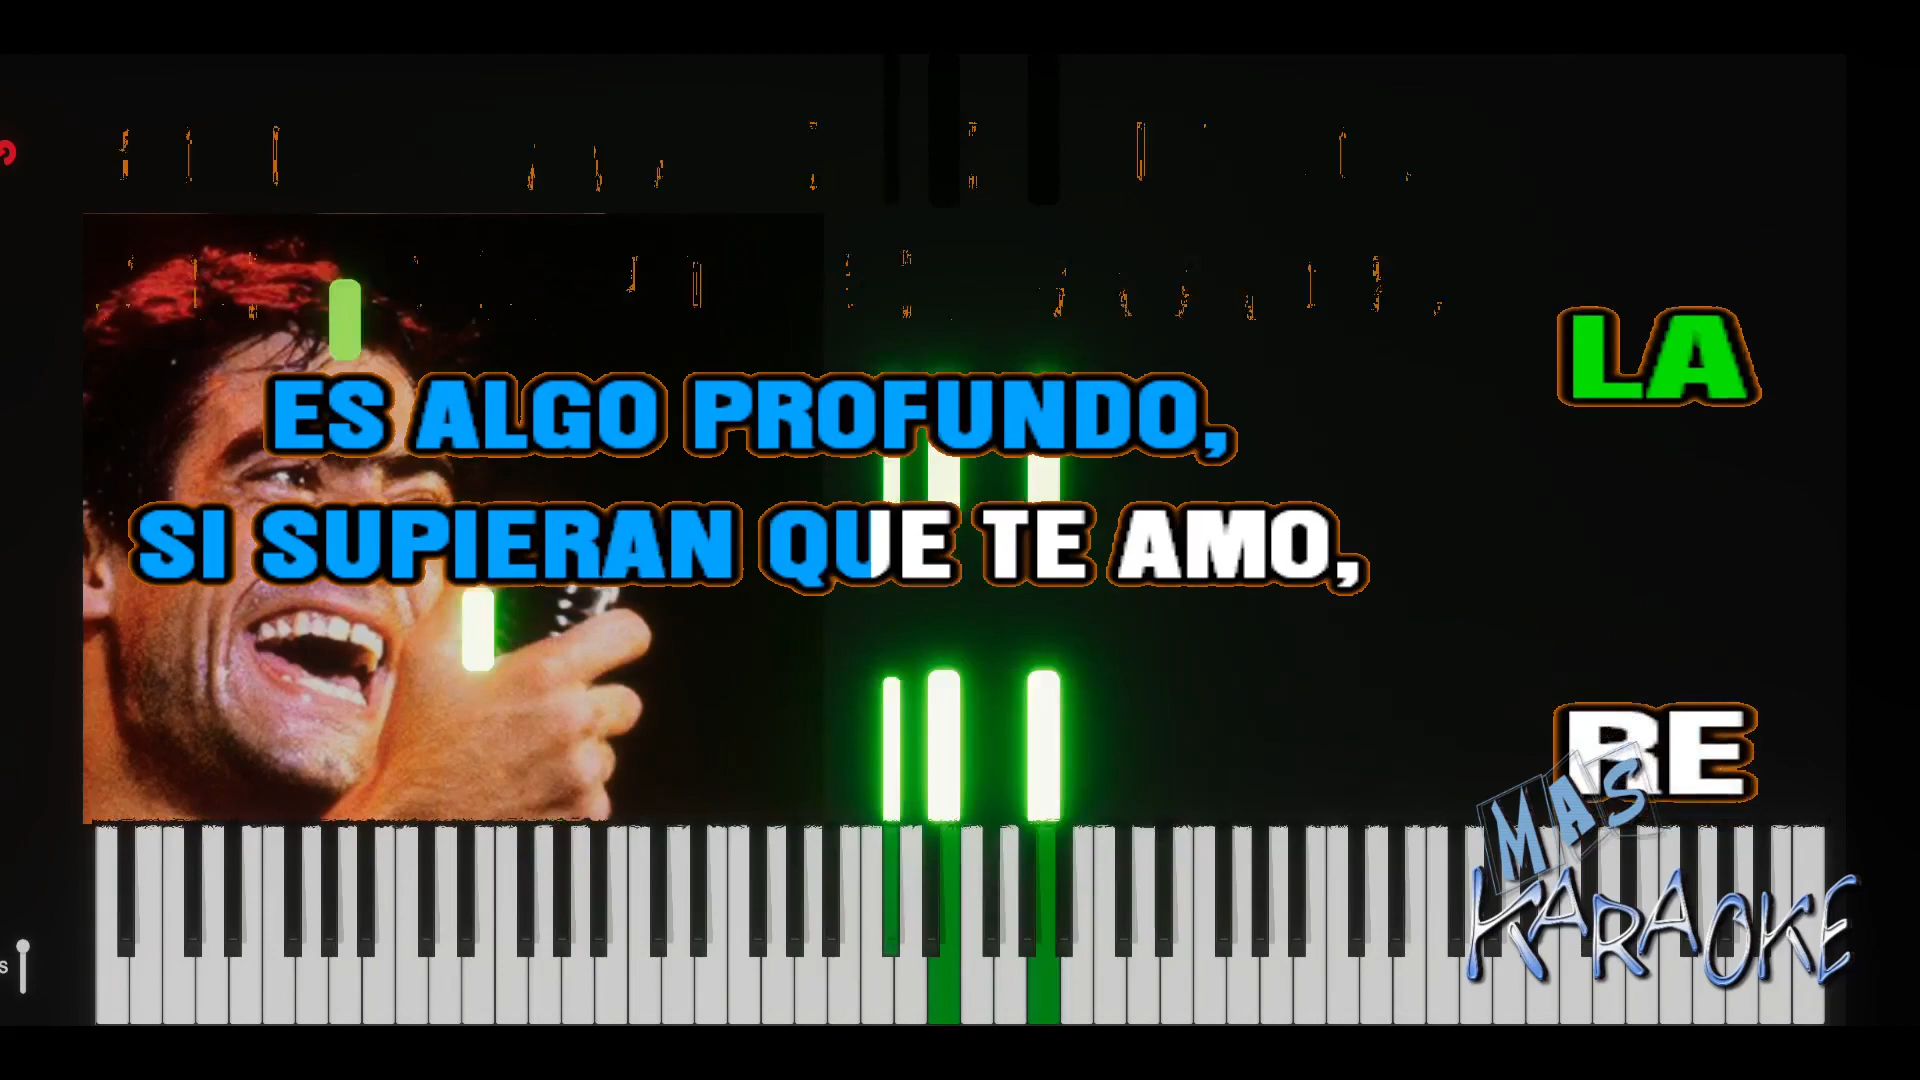 LA
ES ALGO PROFUNDO,
SI SUPIERAN QUE TE AMO,
RE
MAS
KARAOKE